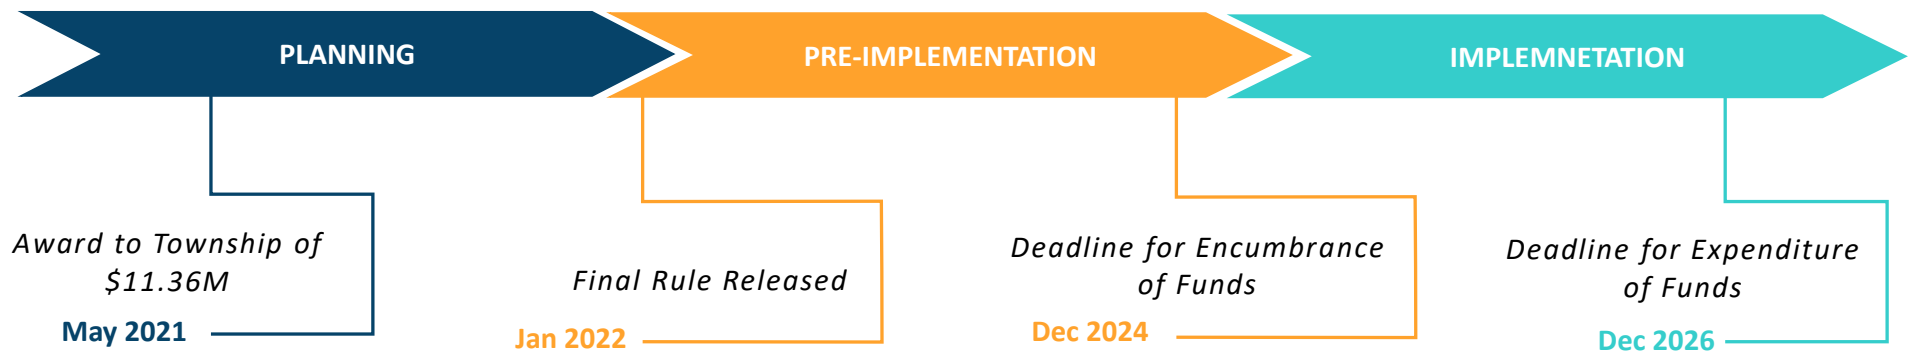 PLANNING
PRE-IMPLEMENTATION
IMPLEMNETATION
Award to Township of
$11.36M
May 2021
Final Rule Released
Jan 2022
Deadline for Encumbrance
of Funds
Dec 2024
Deadline for Expenditure
of Funds
Dec 2026